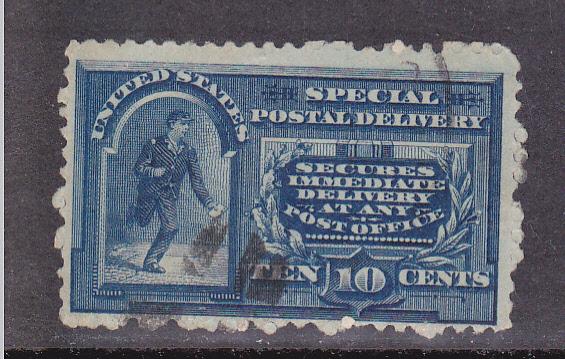 UNITED STATES
SPECIAL
POSTAL DELIVERY
SECURES
IMMEDIATE
DELIVERY
AT ANY
POST OFFICE
TEN 10 CENTS